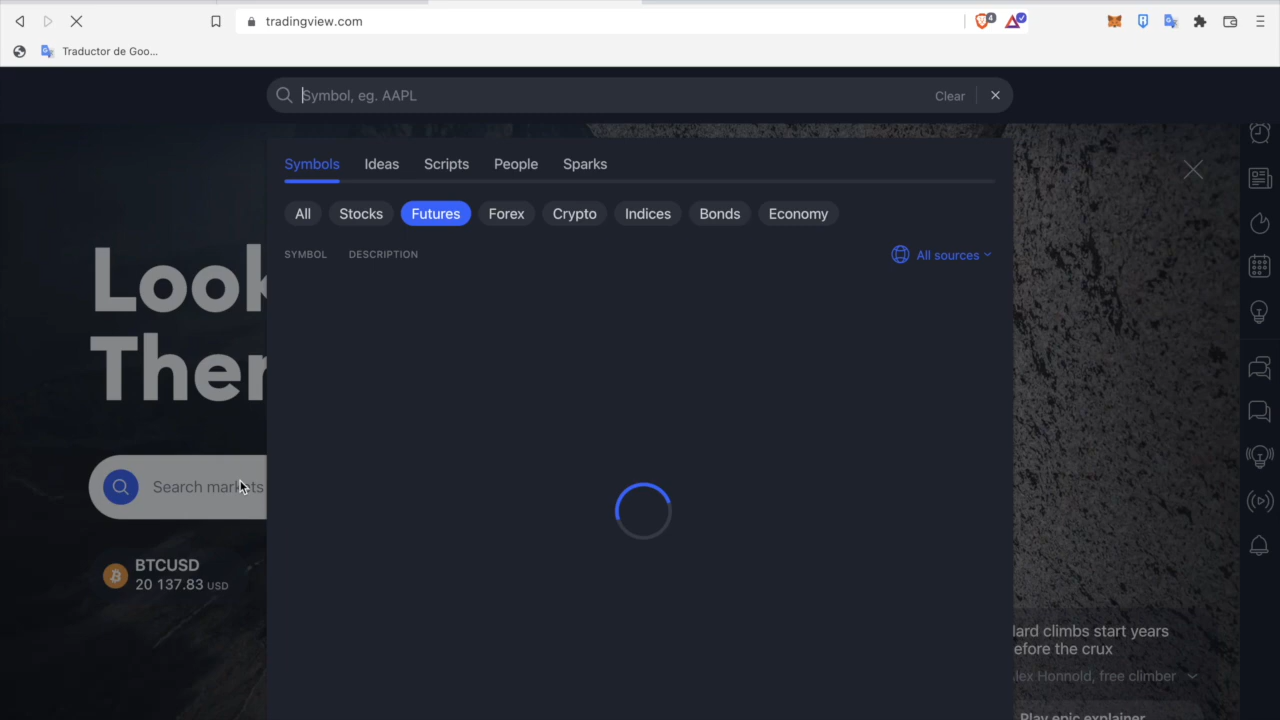 tradingview.com
4
Traductor de Goo...
Symbol, eg. AAPL
Clear
Symbols Ideas Scripts People Sparks
All Stocks Futures Forex Crypto Indices Bonds Economy
SYMBOL DESCRIPTION All sources
Look
Ther
Search markets
BTCUSD
20 137.83 USD
lard climbs start years
efore the crux
lex Honnold, free climber
Play epic explainer